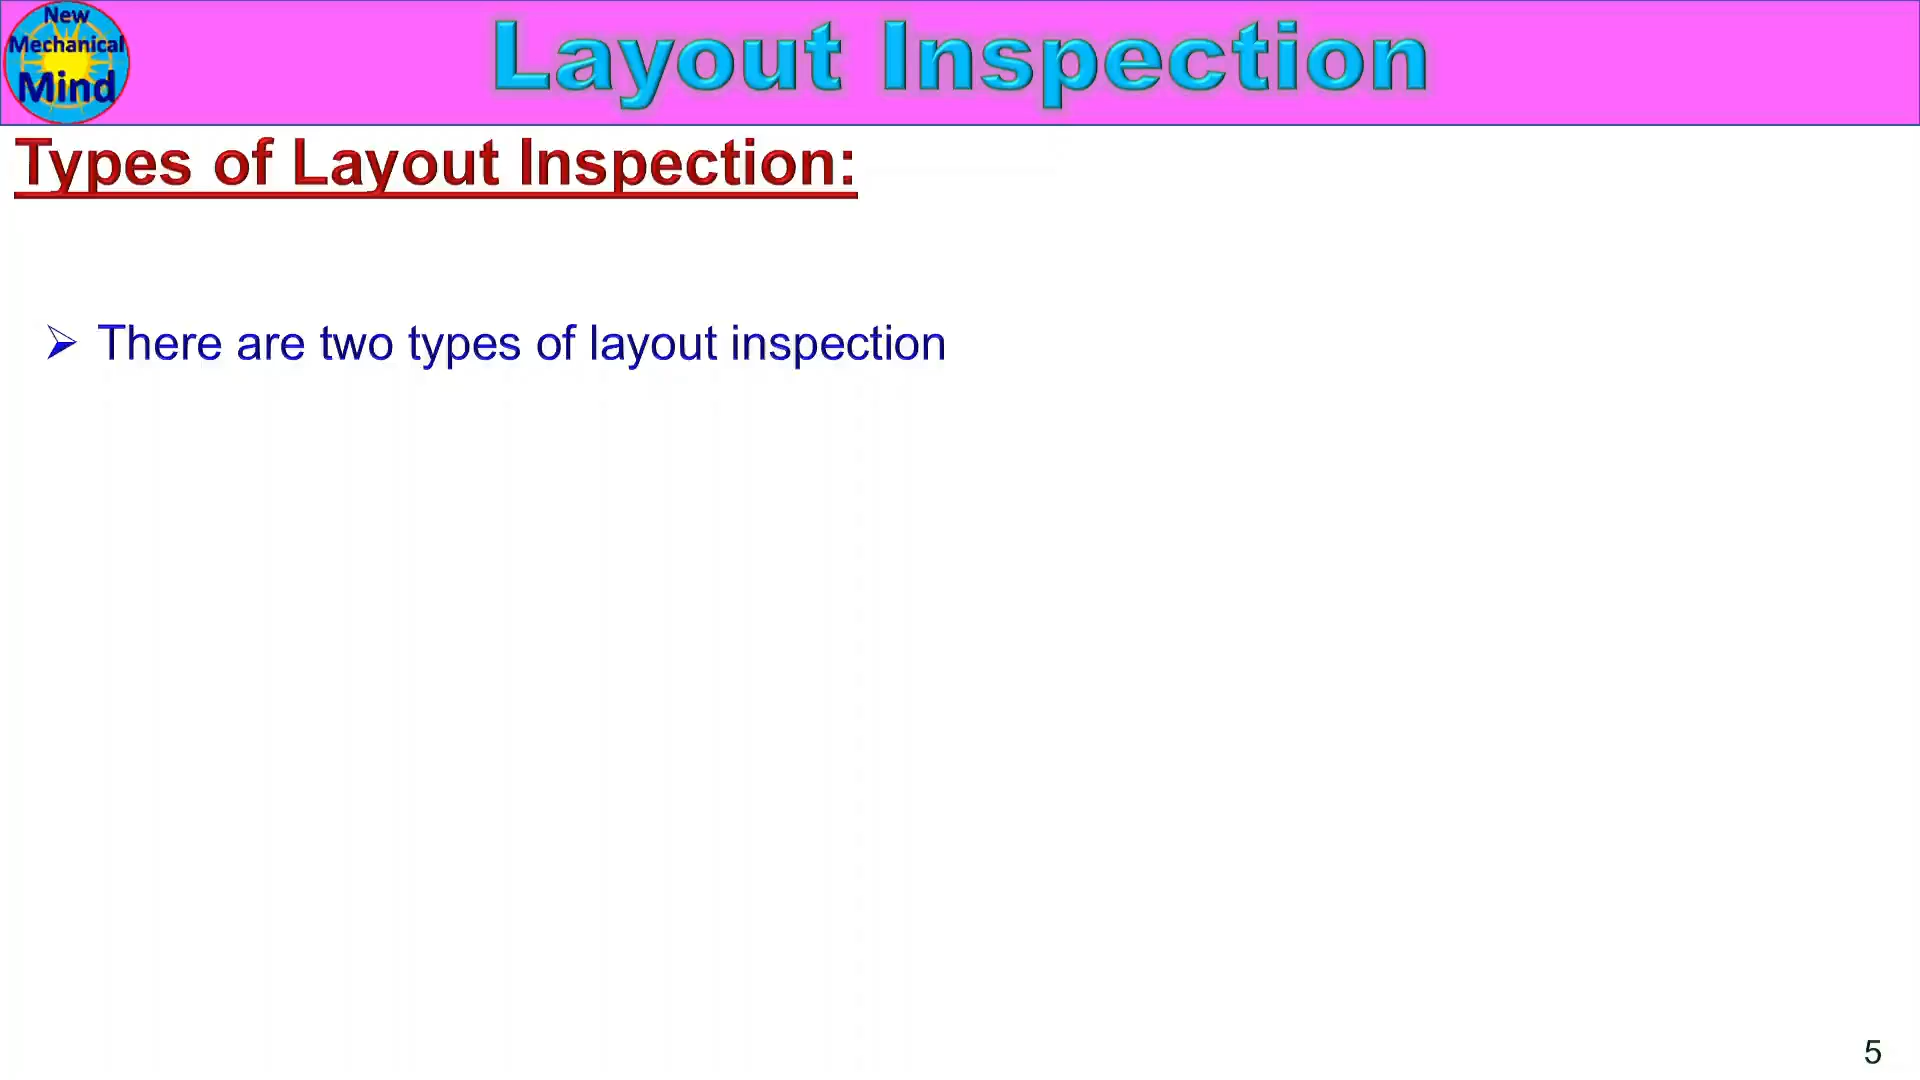 New
Mechanical
Mind
Layout Inspection
Types of Layout Inspection:
➢ There are two types of layout inspection
5